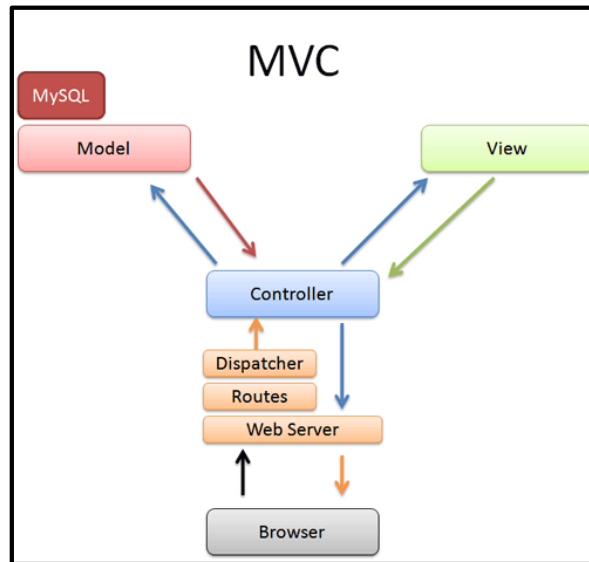 MVC
MySQL
Model
View
Controller
Dispatcher
Routes
Web Server
Browser